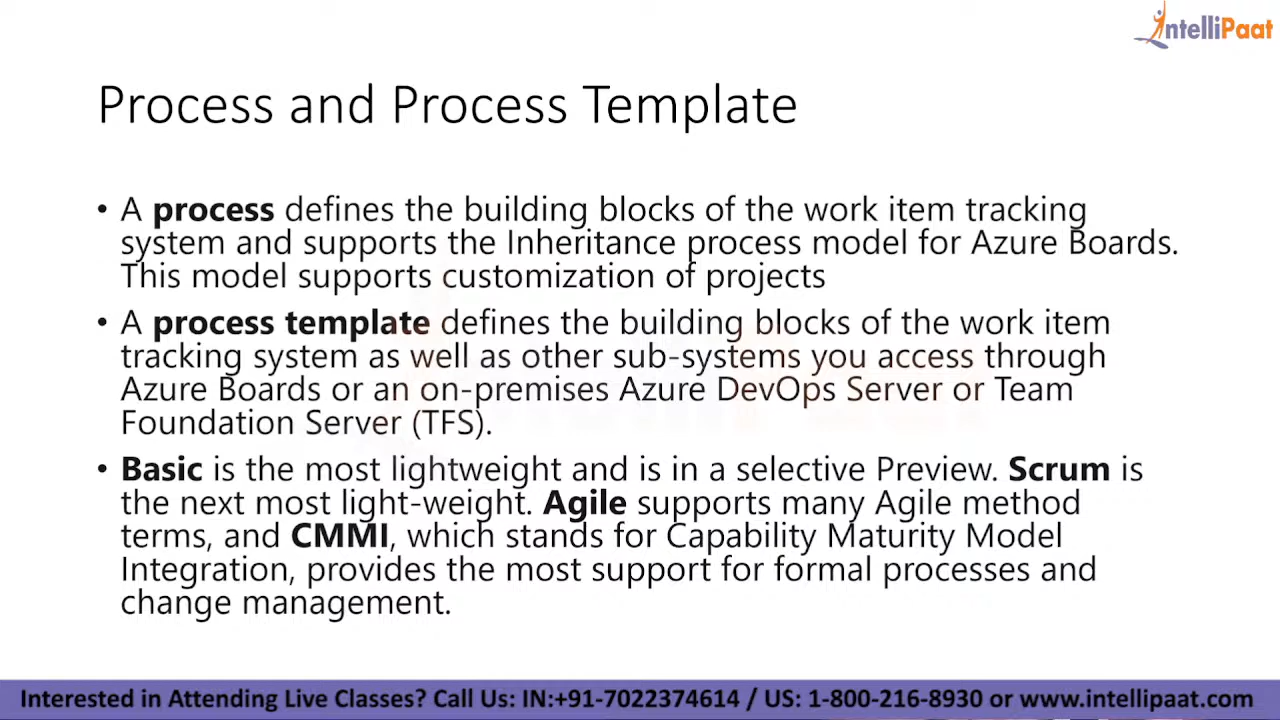 IntelliPaat
Process and Process Template
• A process defines the building blocks of the work item tracking
system and supports the Inheritance process model for Azure Boards.
This model supports customization of projects
• A process template defines the building blocks of the work item
tracking system as well as other sub-systems you access through
Azure Boards or an on-premises Azure DevOps Server or Team
Foundation Server (TFS).
• Basic is the most lightweight and is in a selective Preview. Scrum is
the next most light-weight. Agile supports many Agile method
terms, and CMMI, which stands for Capability Maturity Model
Integration, provides the most support for formal processes and
change management.
Interested in Attending Live Classes? Call Us: IN:+91-7022374614 / US: 1-800-216-8930 or www.intellipaat.com